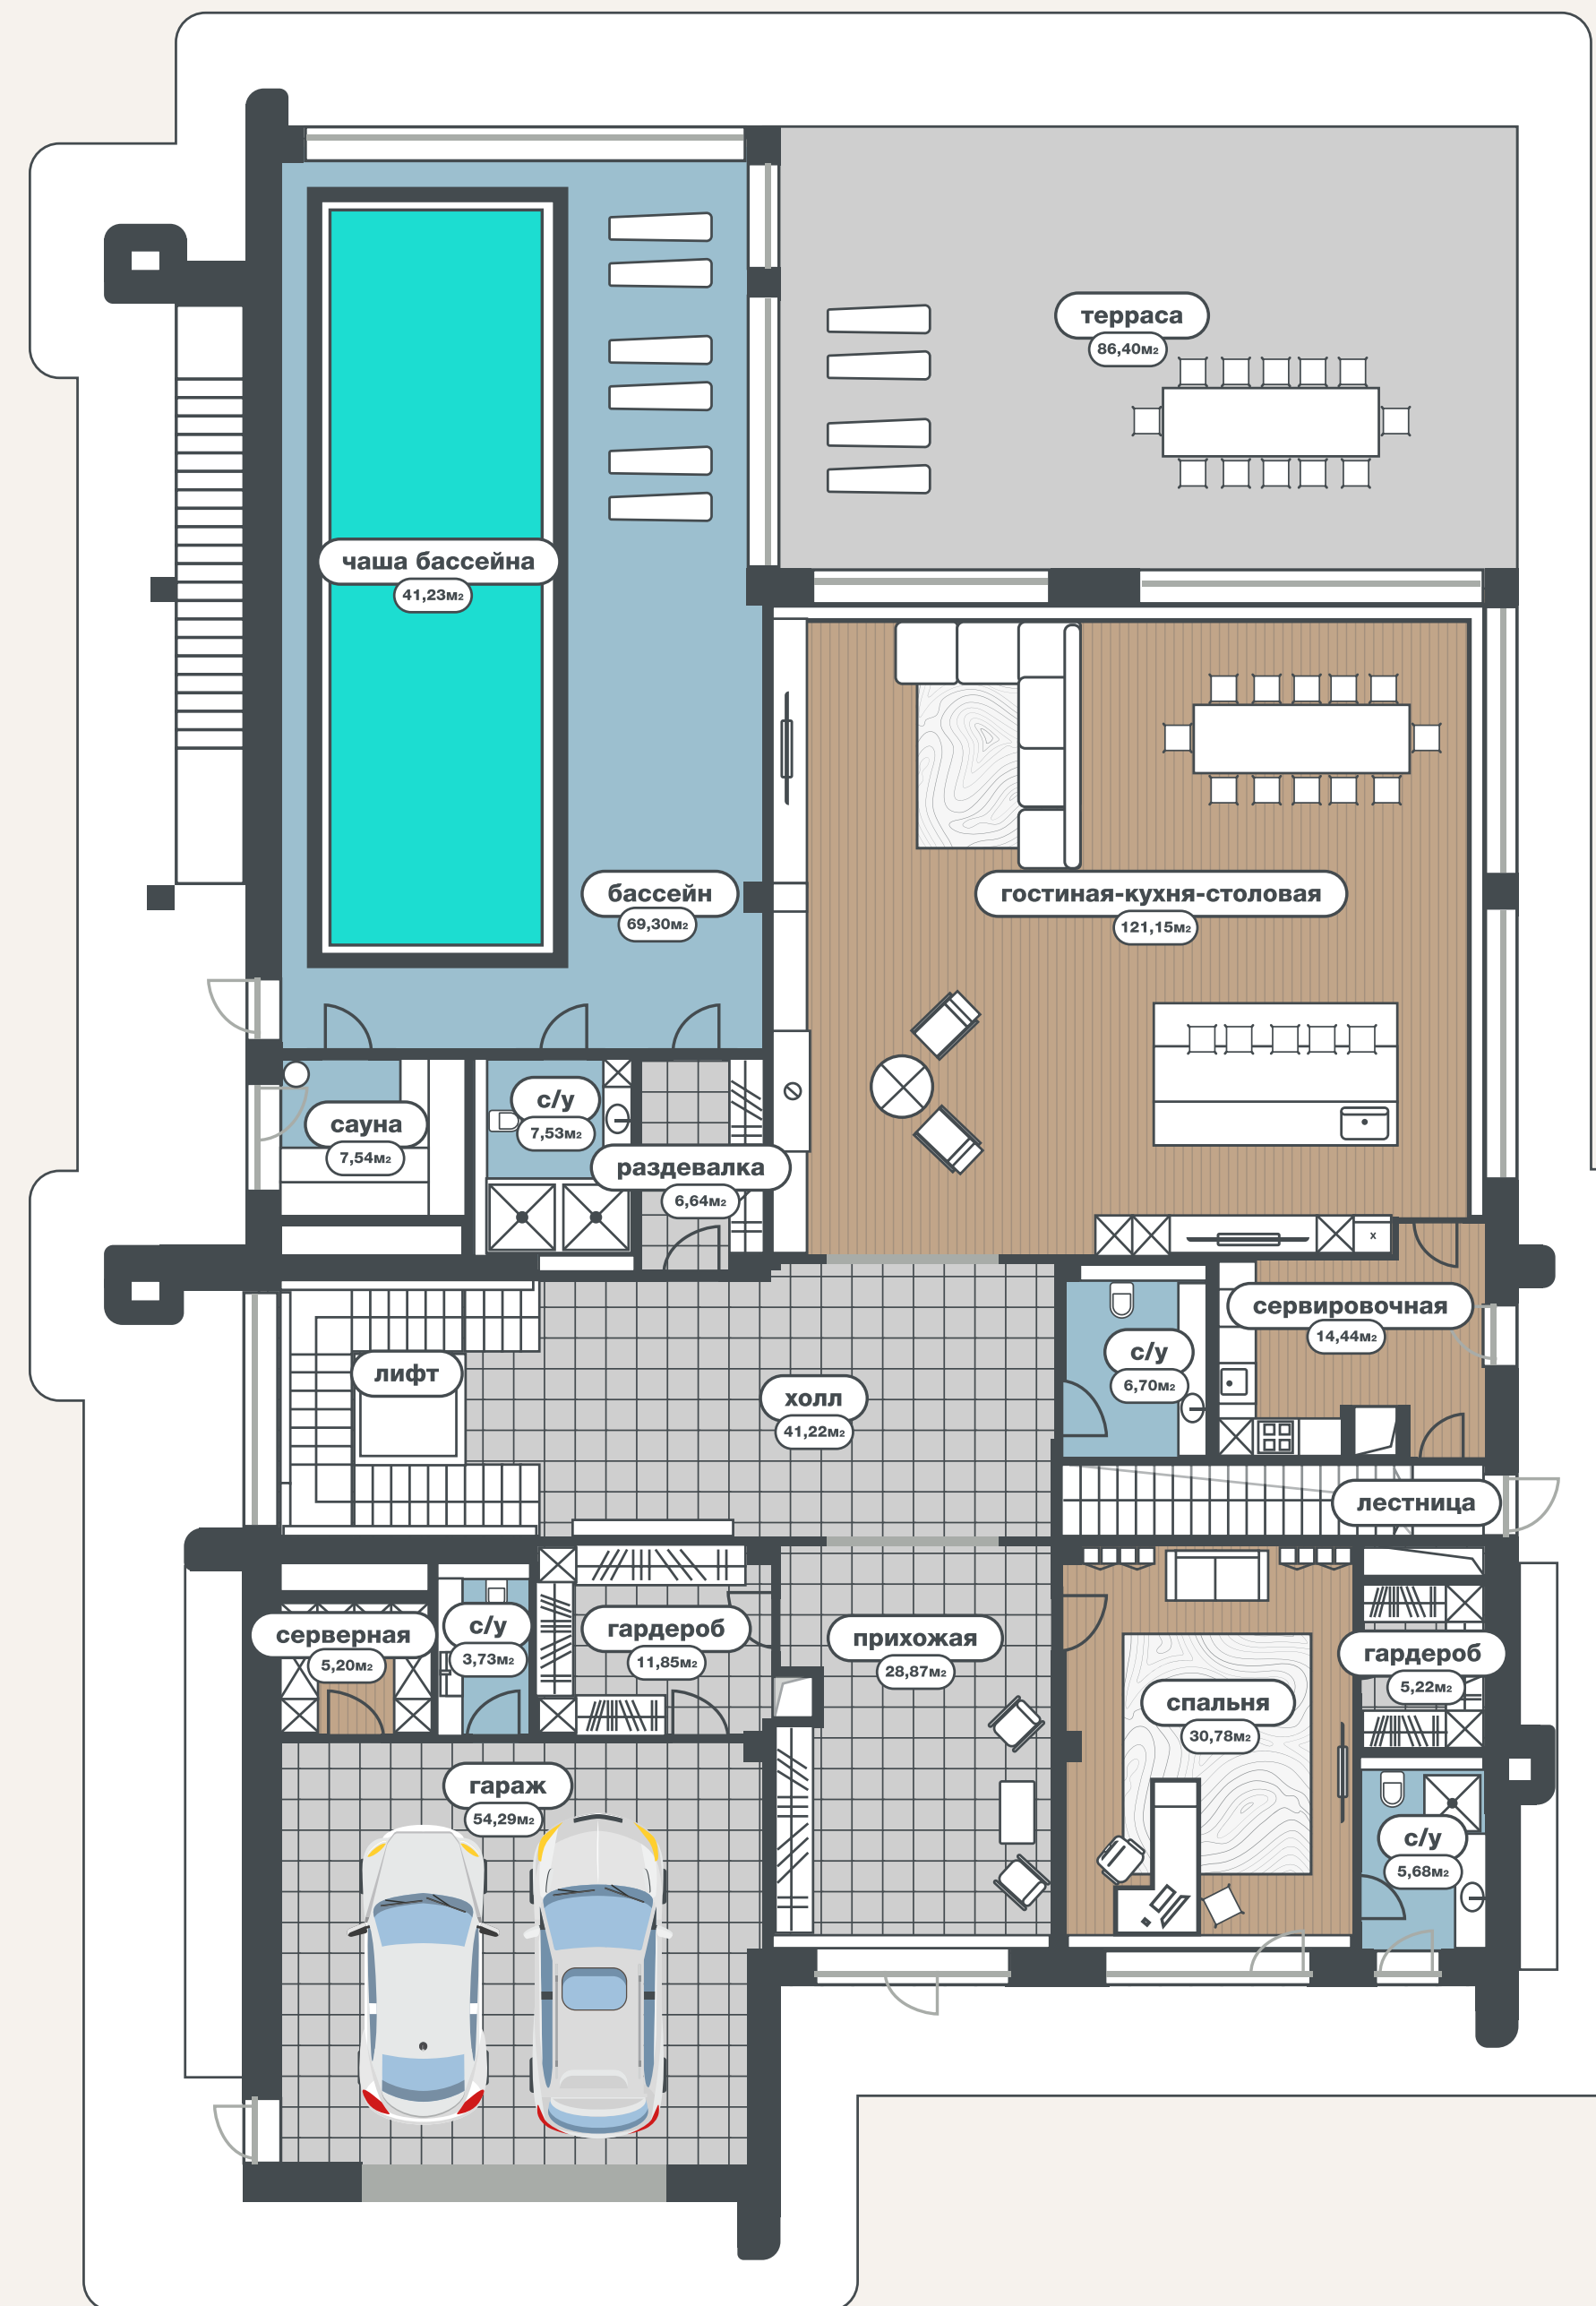 терраса
86,40м2
чаша бассейна
41,23м2
бассейн
69,30м2
гостиная-кухня-столовая
121,15м2
с/у
7,53м2
сауна
7,54м2
раздевалка
6,64м2
x
сервировочная
14,44м2
с/у
6,70м2
лифт
холл
41,22м2
лестница
серверная
5,20м2
с/у
3,73м2
гардероб
11,85м2
прихожая
28,87м2
гардероб
5,22м2
спальня
30,78м2
гараж
54,29м2
с/у
5,68м2